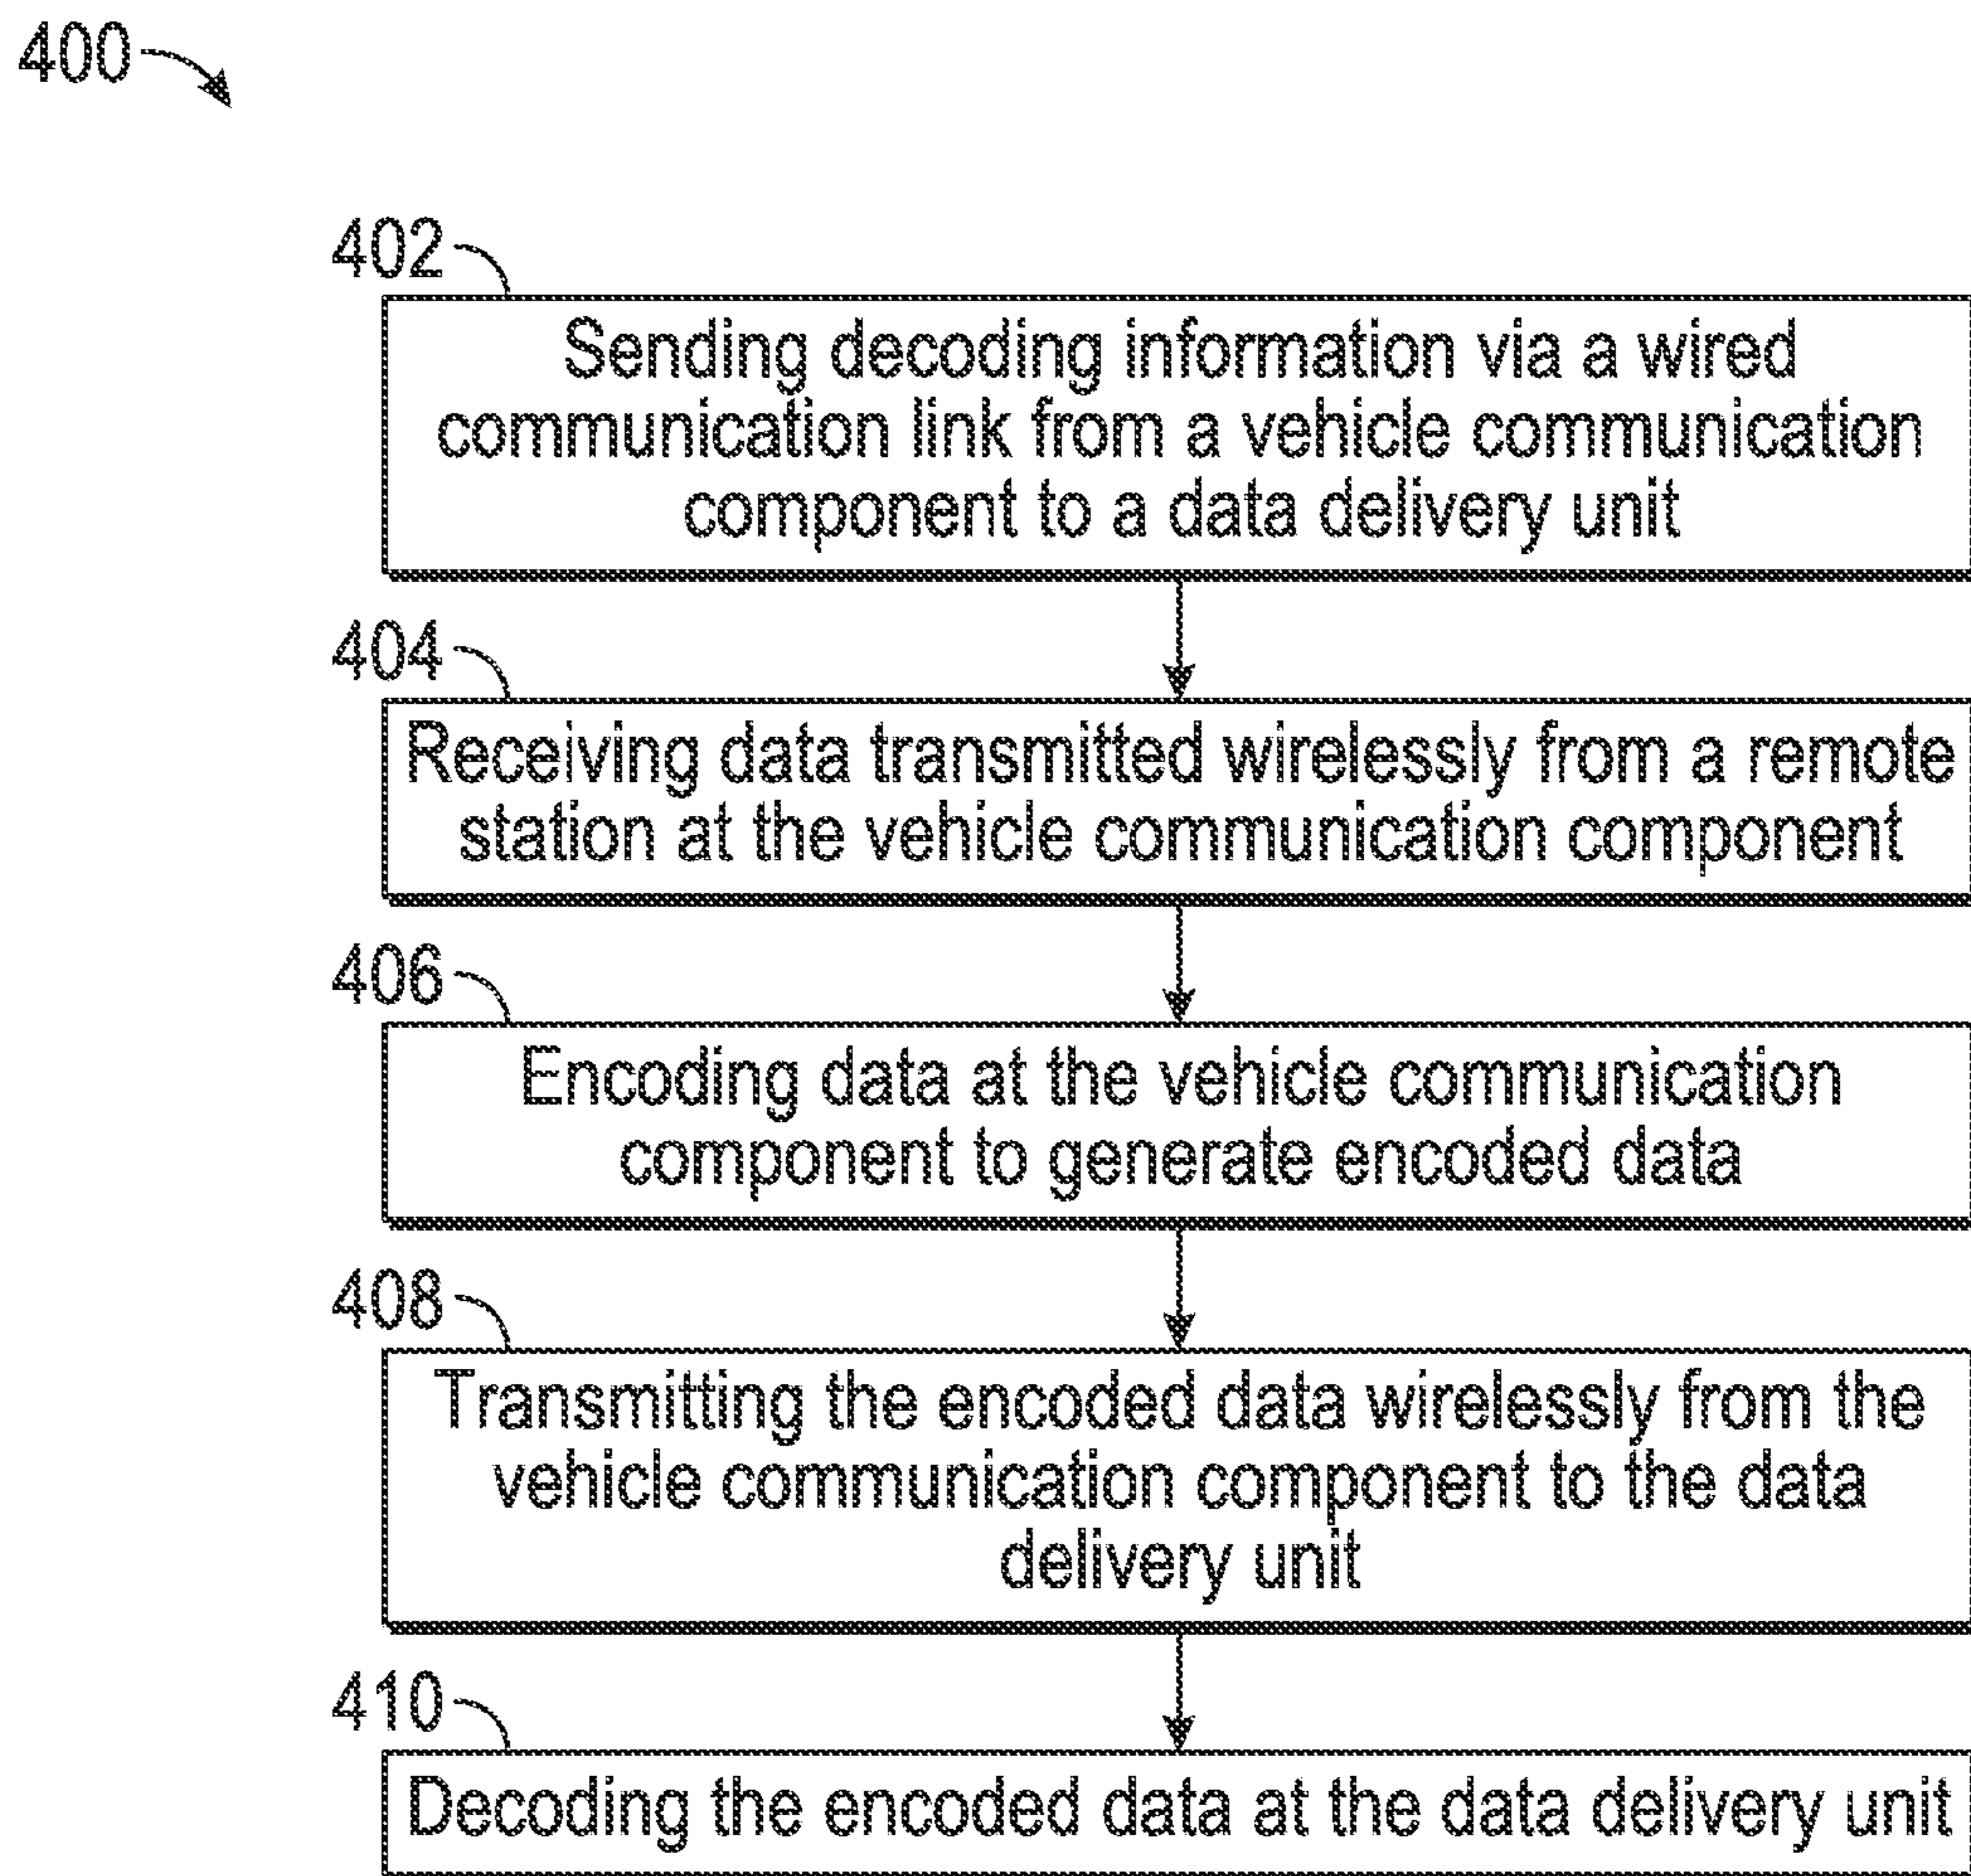 400
402
Sending decoding information via a wired
communication link from a vehicle communication
component to a data delivery unit
404
Receiving data transmitted wirelessly from a remote
station at the vehicle communication component
406
Encoding data at the vehicle communication
component to generate encoded data
408
Transmitting the encoded data wirelessly from the
vehicle communication component to the data
delivery unit
410
Decoding the encoded data at the data delivery unit